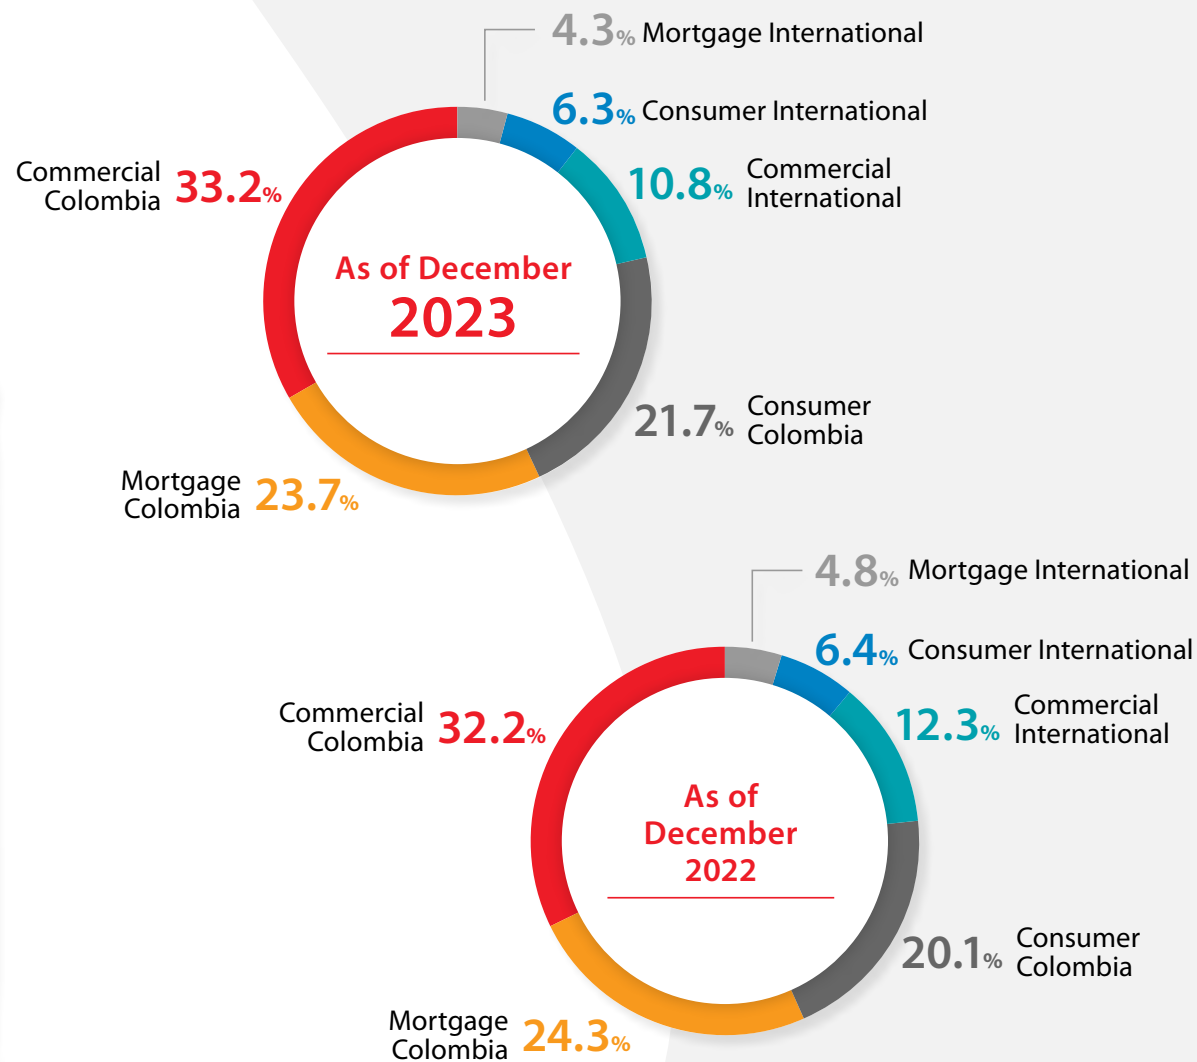 4.3% Mortgage International
6.3% Consumer International
10.8% Commercial
International
Commercial
Colombia 33.2%
As of December
2023
21.7% Consumer
Colombia
Mortgage
Colombia 23.7%
4.8% Mortgage International
6.4% Consumer International
12.3% Commercial
International
Commercial
Colombia 32.2%
As of
December
2022
20.1% Consumer
Colombia
Mortgage
Colombia 24.3%